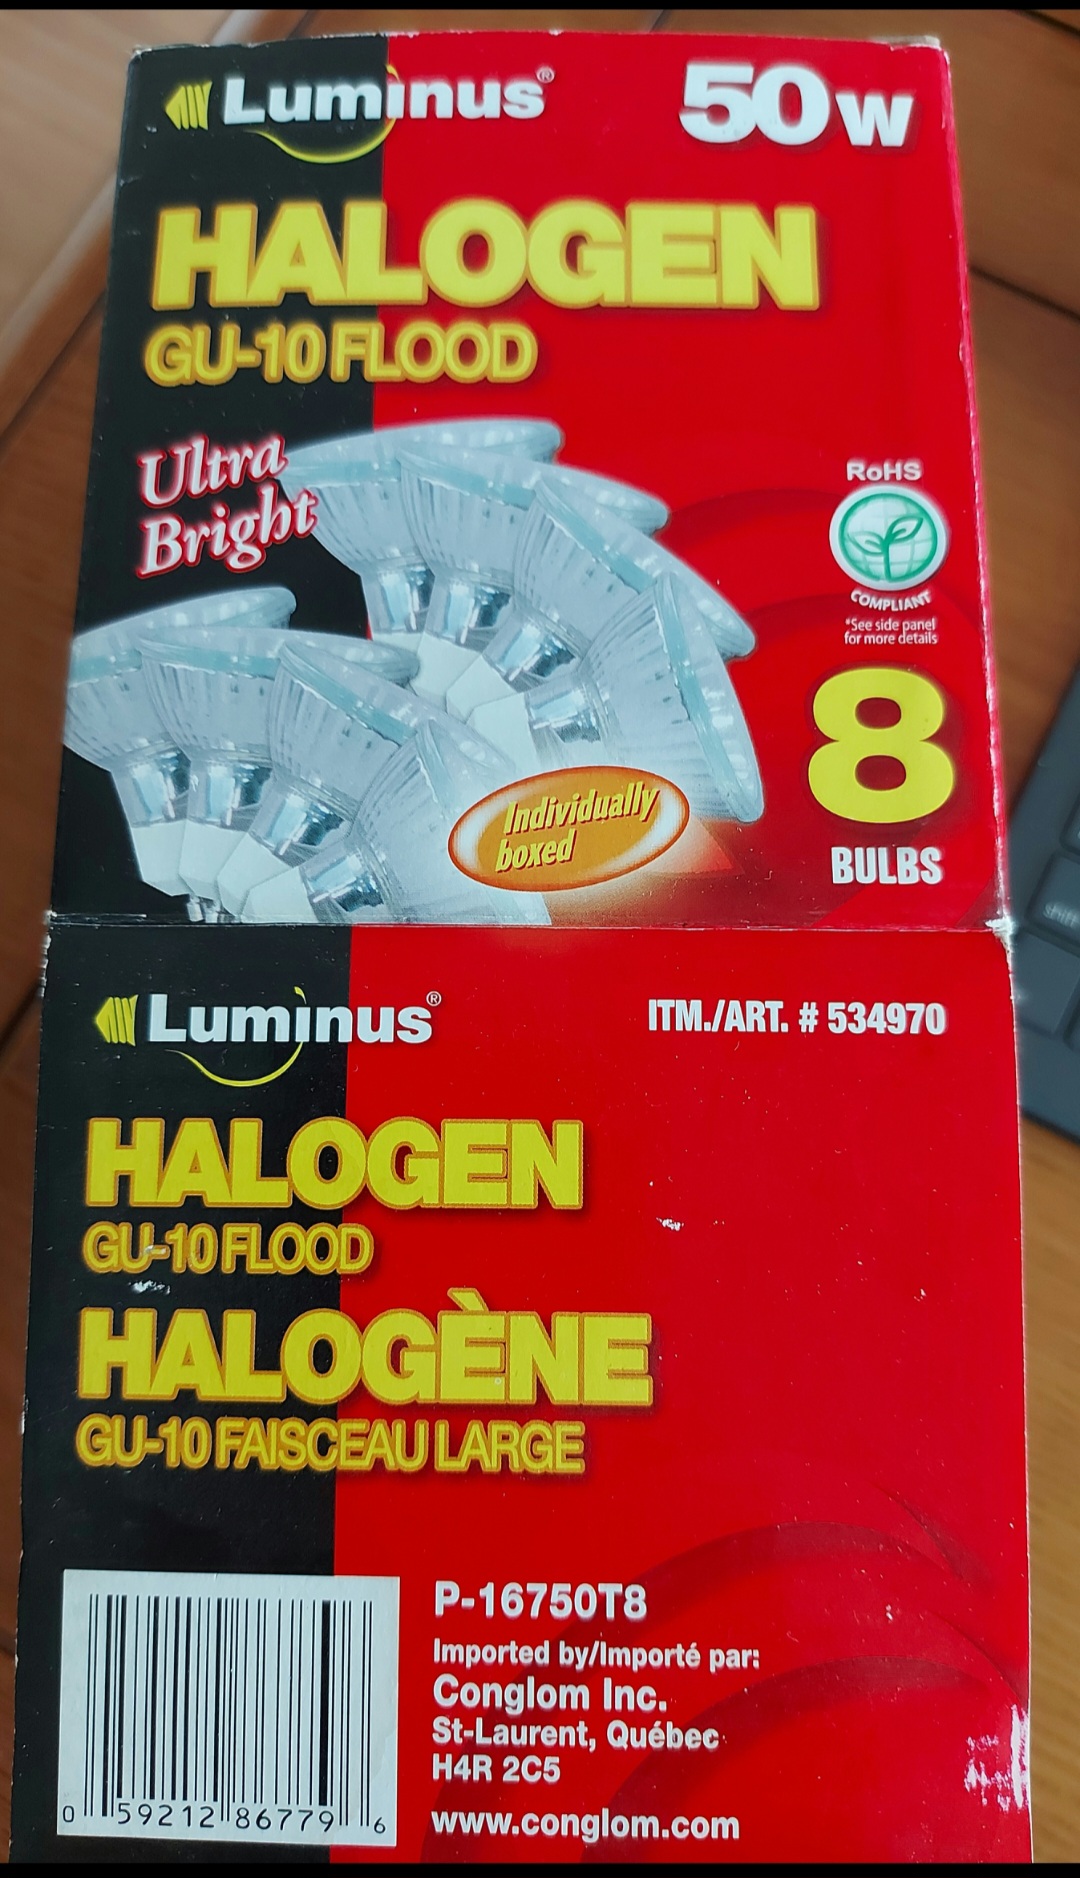 Luminus®
50W
HALOGEN
GU-10 FLOOD
Ultra
Bright
RoHS
COMPLIANT
*See side panel
for more details
Individually
boxed
8
BULBS
Luminus®
ITM./ART. # 534970
HALOGEN
GU-10 FLOOD
HALOGÈNE
GU-10 FAISCEAU LARGE
P-16750T8
Imported by/Importé par:
Conglom Inc.
St-Laurent, Québec
H4R 2C5
www.conglom.com
0 59212 86779 6